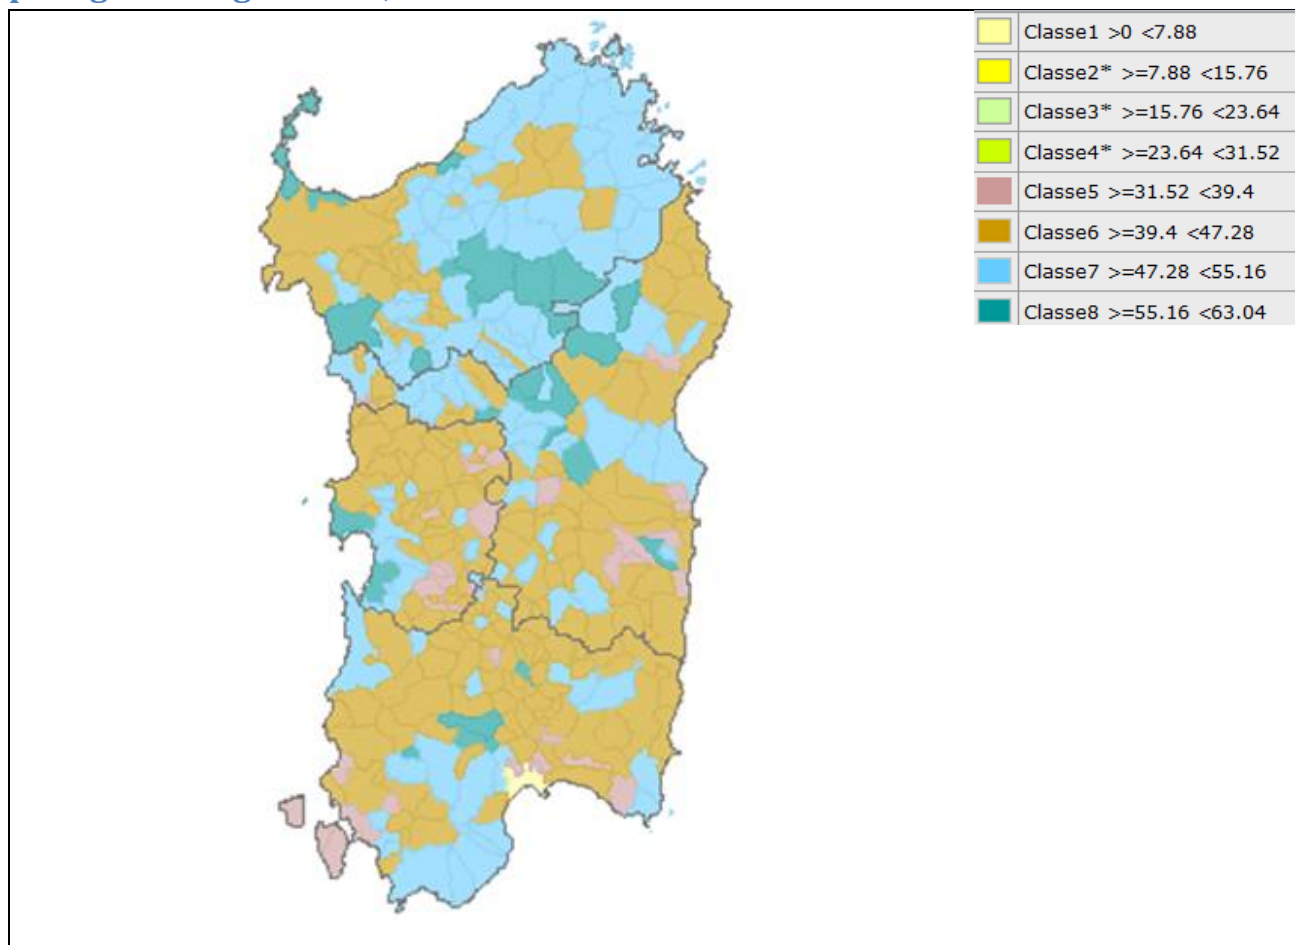 Classe1 >0 <7.88
Classe2* >=7.88 <15.76
Classe3* >=15.76 <23.64
Classe4* >=23.64 <31.52
Classe5 >=31.52 <39.4
Classe6 >=39.4 <47.28
Classe7 >=47.28 <55.16
Classe8 >=55.16 <63.04